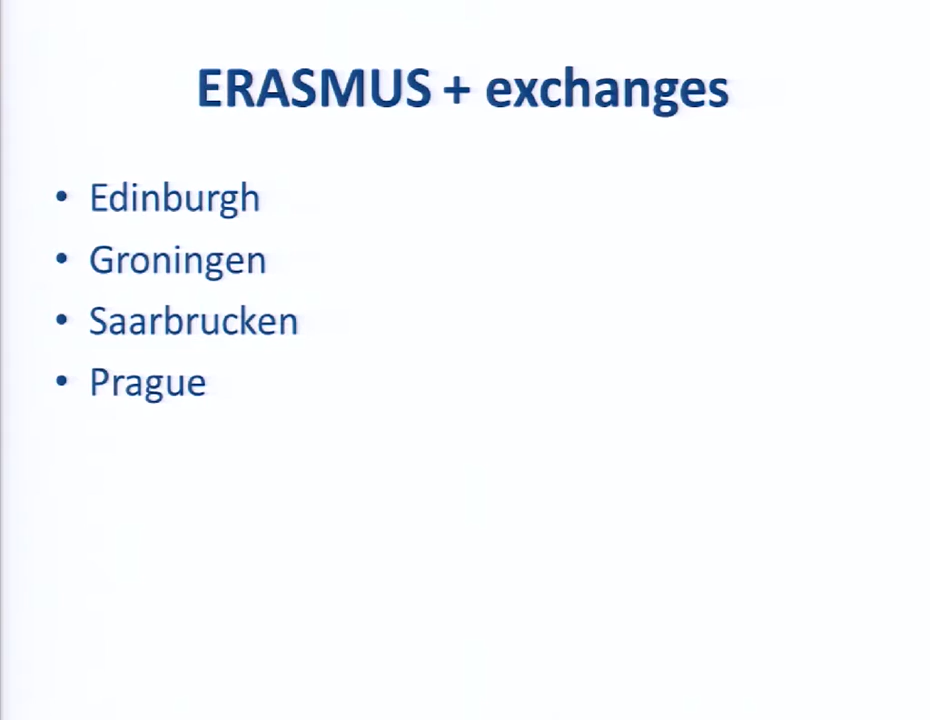 ERASMUS + exchanges
• Edinburgh
• Groningen
• Saarbrucken
• Prague